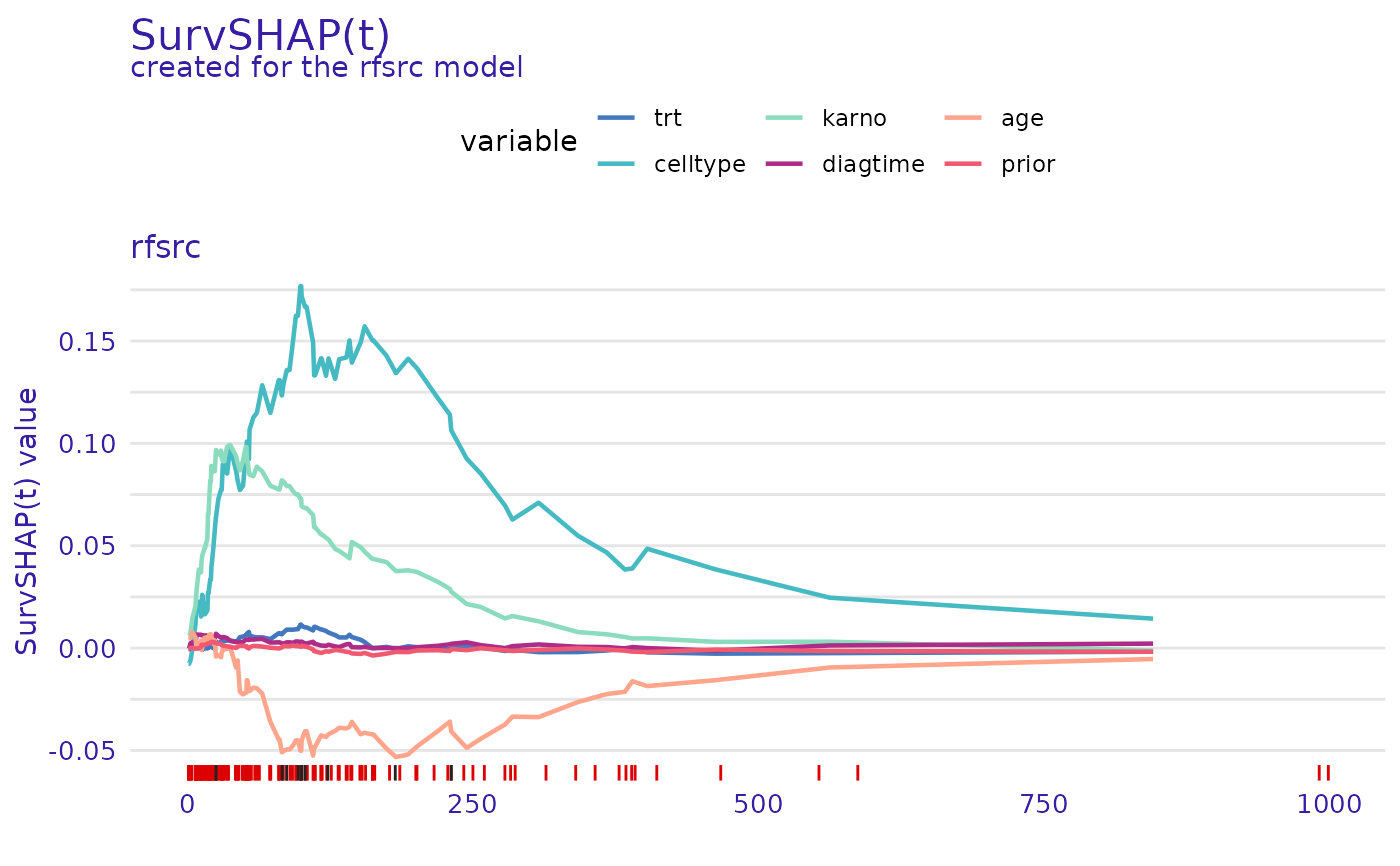 SurvSHAP(t)
created for the rfsrc model
variable
trt
karno
age
celltype
diagtime
prior
rfsrc
SurvSHAP(t) value
0.15
0.10
0.05
0.00
-0.05
0
250
500
750
1000